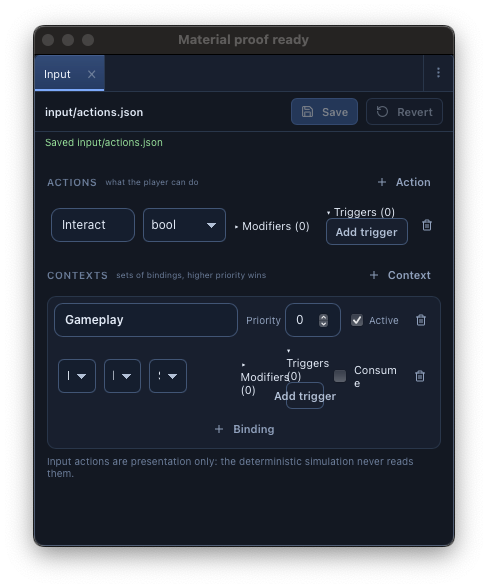 Material proof ready
Input
input/actions.json
Save
Revert
Saved input/actions.json
ACTIONS what the player can do
+ Action
Interact
bool
Modifiers (0)
Triggers (0)
Add trigger
CONTEXTS sets of bindings, higher priority wins
+ Context
Gameplay
Priority
0
Active
Modifiers
(0)
Triggers
(0)
Add trigger
Consum
e
+ Binding
Input actions are presentation only: the deterministic simulation never reads
them.